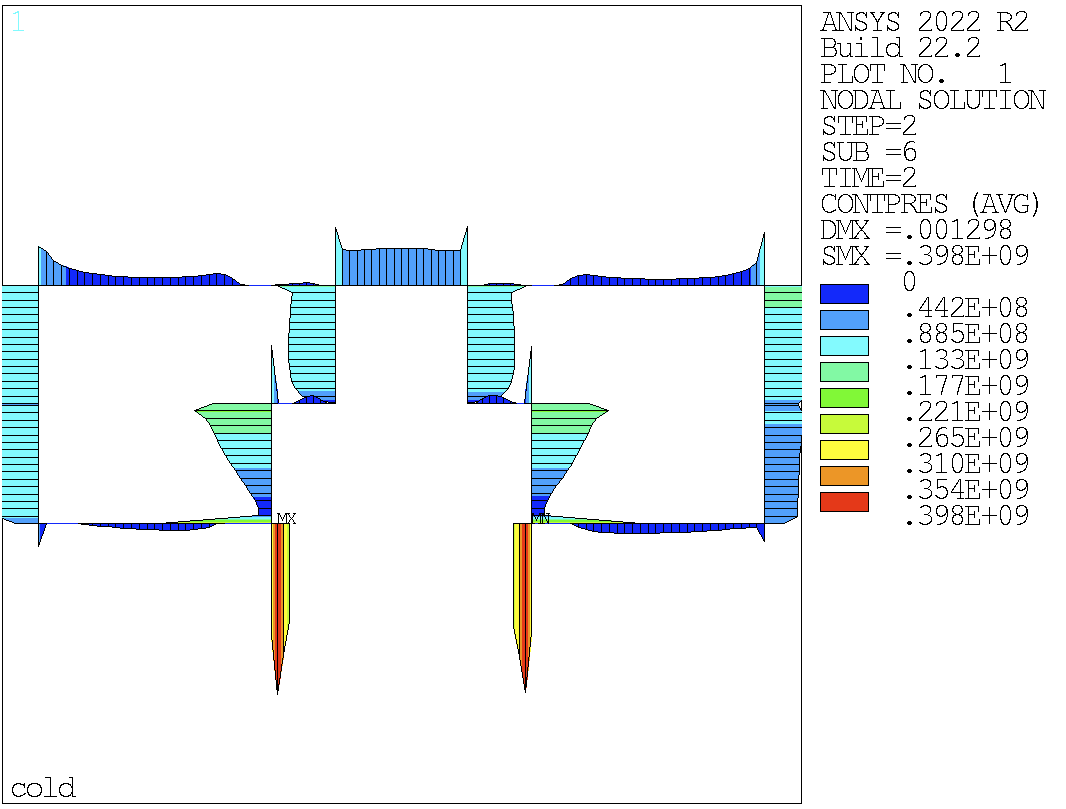 1
ANSYS 2022 R2
Build 22.2
PLOT NO. 1
NODAL SOLUTION
STEP=2
SUB =6
TIME=2
CONTPRES (AVG)
DMX =.001298
SMX =.398E+09
0
.442E+08
.885E+08
.133E+09
.177E+09
.221E+09
.265E+09
.310E+09
.354E+09
.398E+09
MX
MN
cold